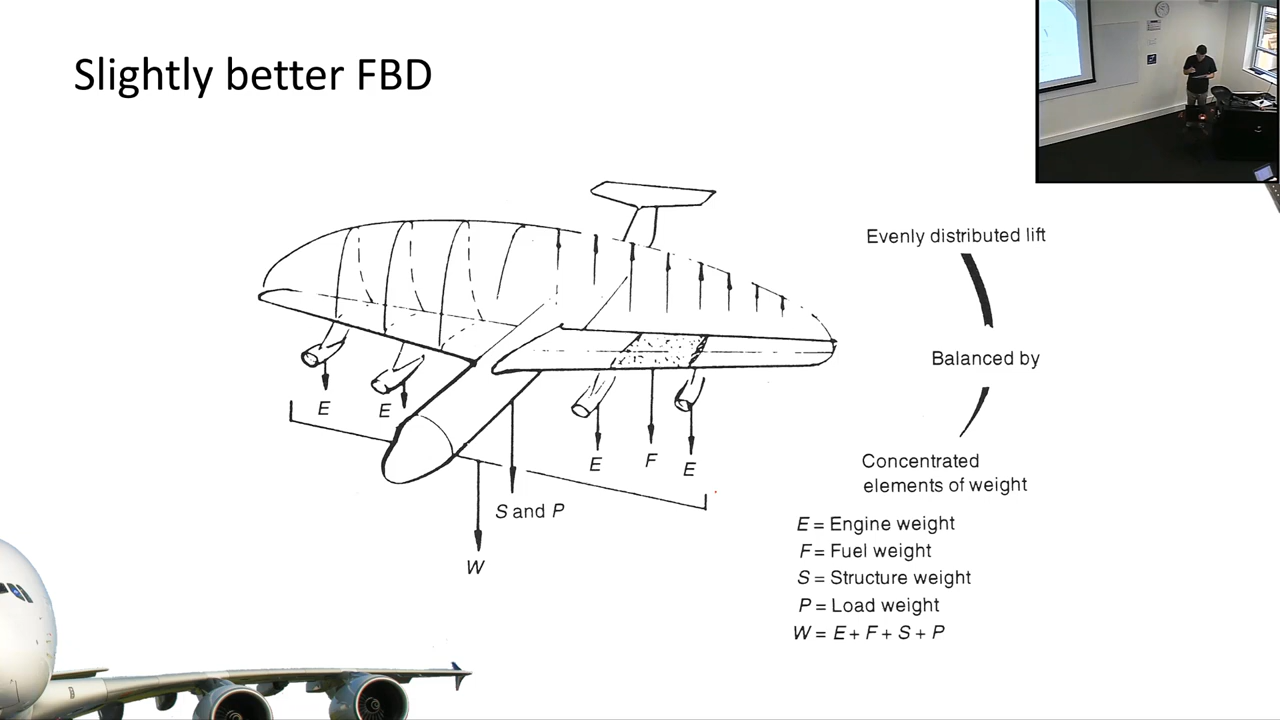 Slightly better FBD
Evenly distributed lift
Balanced by
Concentrated
elements of weight
E
E
E
F
E
S and P
W
E = Engine weight
F = Fuel weight
S = Structure weight
P = Load weight
W = E + F + S + P